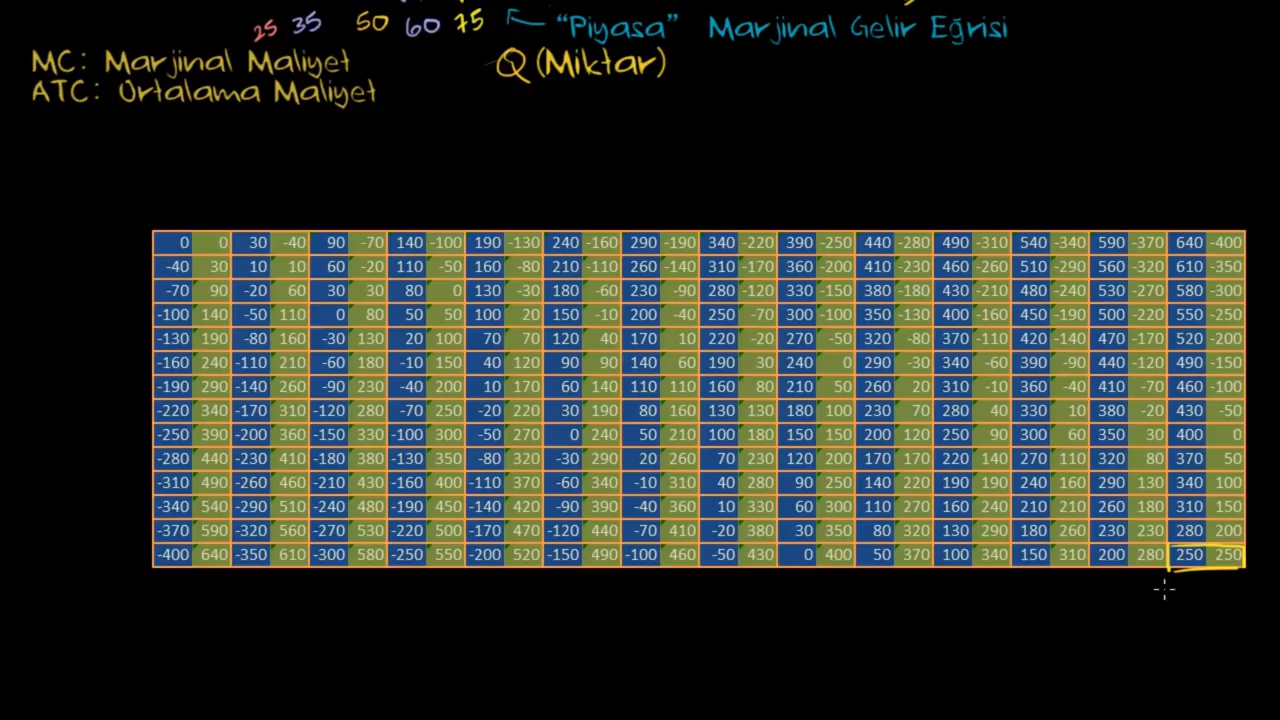 25 35 50 60 75 “Piyasa” Marjinal Gelir Eğrisi
MC: Marjinal Maliyet Q (Miktar)
ATC: Ortalama Maliyet
0 0 30 -40 90 -70 140 -100 190 -130 240 -160 290 -190 340 -220 390 -250 440 -280 490 -310 540 -340 590 -370 640 -400
-40 30 10 10 60 -20 110 -50 160 -80 210 -110 260 -140 310 -170 360 -200 410 -230 460 -260 510 -290 560 -320 610 -350
-70 90 -20 60 30 30 80 0 130 -30 180 -60 230 -90 280 -120 330 -150 380 -180 430 -210 480 -240 530 -270 580 -300
-100 140 -50 110 0 80 50 50 100 20 150 -10 200 -40 250 -70 300 -100 350 -130 400 -160 450 -190 500 -220 550 -250
-130 190 -80 160 -30 130 20 100 70 70 120 40 170 10 220 -20 270 -50 320 -80 370 -110 420 -140 470 -170 520 -200
-160 240 -110 210 -60 180 -10 150 40 120 90 90 140 60 190 30 240 0 290 -30 340 -60 390 -90 440 -120 490 -150
-190 290 -140 260 -90 230 -40 200 10 170 60 140 110 110 160 80 210 50 260 20 310 -10 360 -40 410 -70 460 -100
-220 340 -170 310 -120 280 -70 250 -20 220 30 190 80 160 130 130 180 100 230 70 280 40 330 10 380 -20 430 -50
-250 390 -200 360 -150 330 -100 300 -50 270 0 240 50 210 100 180 150 150 200 120 250 90 300 60 350 30 400 0
-280 440 -230 410 -180 380 -130 350 -80 320 -30 290 20 260 70 230 120 200 170 170 220 140 270 110 320 80 370 50
-310 490 -260 460 -210 430 -160 400 -110 370 -60 340 -10 310 40 280 90 250 140 220 190 190 240 160 290 130 340 100
-340 540 -290 510 -240 480 -190 450 -140 420 -90 390 -40 360 10 330 60 300 110 270 160 240 210 210 260 180 310 150
-370 590 -320 560 -270 530 -220 500 -170 470 -120 440 -70 410 -20 380 30 350 80 320 130 290 180 260 230 230 280 200
-400 640 -350 610 -300 580 -250 550 -200 520 -150 490 -100 460 -50 430 0 400 50 370 100 340 150 310 200 280 250 250